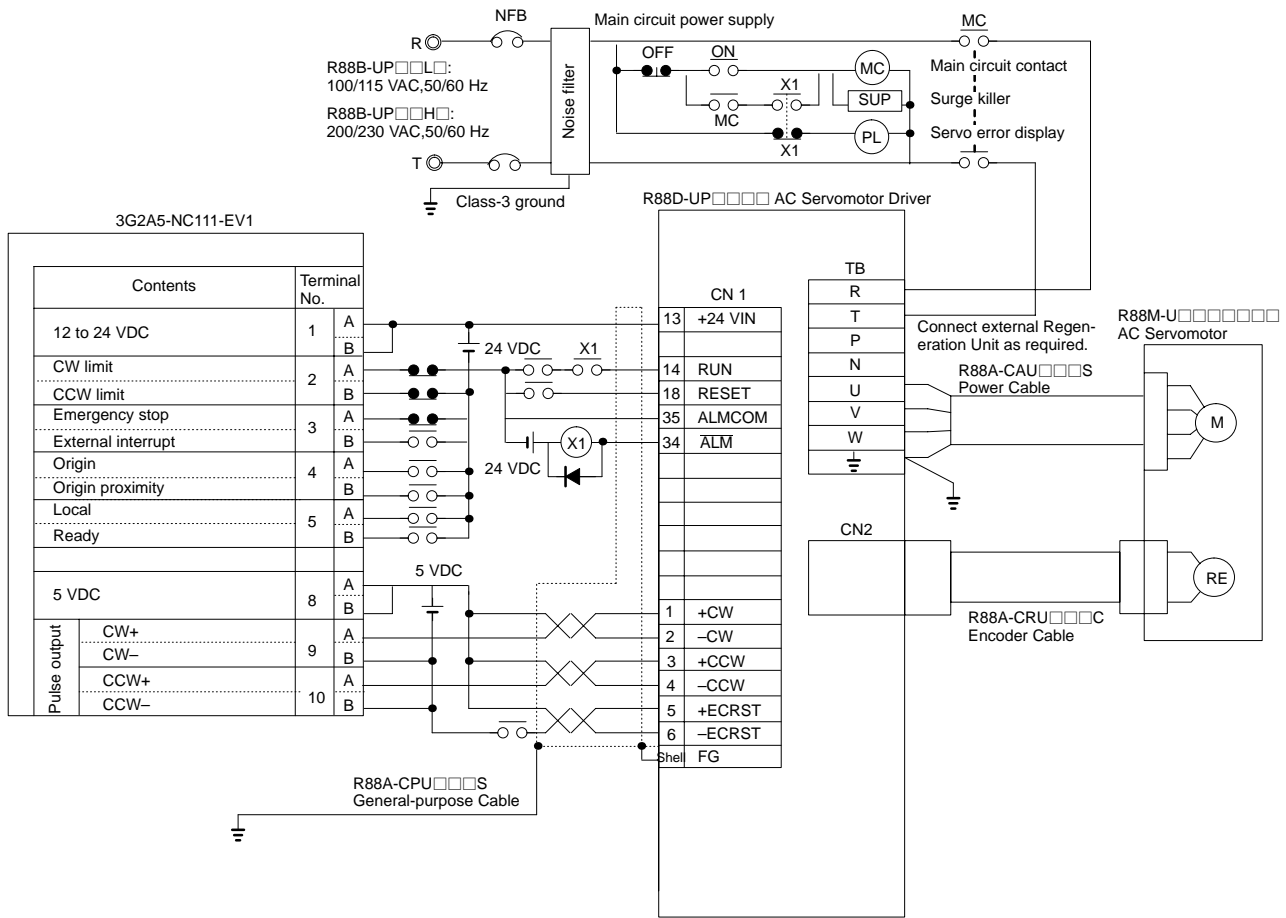 NFB
Main circuit power supply
MC
R
OFF
ON
R88B-UP□□L□:
100/115 VAC,50/60 Hz
MC
Main circuit contact
X1
SUP
Surge killer
R88B-UP□□H□:
200/230 VAC,50/60 Hz
Noise filter
MC
PL
Servo error display
X1
T
Class-3 ground
R88D-UP□□□□ AC Servomotor Driver
3G2A5-NC111-EV1
Contents
Terminal No.
12 to 24 VDC
1
A
B
CW limit
2
A
CCW limit
B
Emergency stop
3
A
External interrupt
B
Origin
4
A
Origin proximity
B
Local
5
A
Ready
B
5 VDC
8
A
B
Pulse output
CW+
9
A
CW–
B
CCW+
10
A
CCW–
B
24 VDC
X1
X1
24 VDC
5 VDC
CN 1
13 +24 VIN
14 RUN
18 RESET
35 ALMCOM
34 ALM
1 +CW
2 –CW
3 +CCW
4 –CCW
5 +ECRST
6 –ECRST
Shell FG
R88A-CPU□□□S
General-purpose Cable
TB
R
T
P
N
U
V
W
CN2
Connect external Regen-
eration Unit as required.
R88A-CAU□□□S
Power Cable
R88M-U□□□□□□□
AC Servomotor
M
RE
R88A-CRU□□□C
Encoder Cable